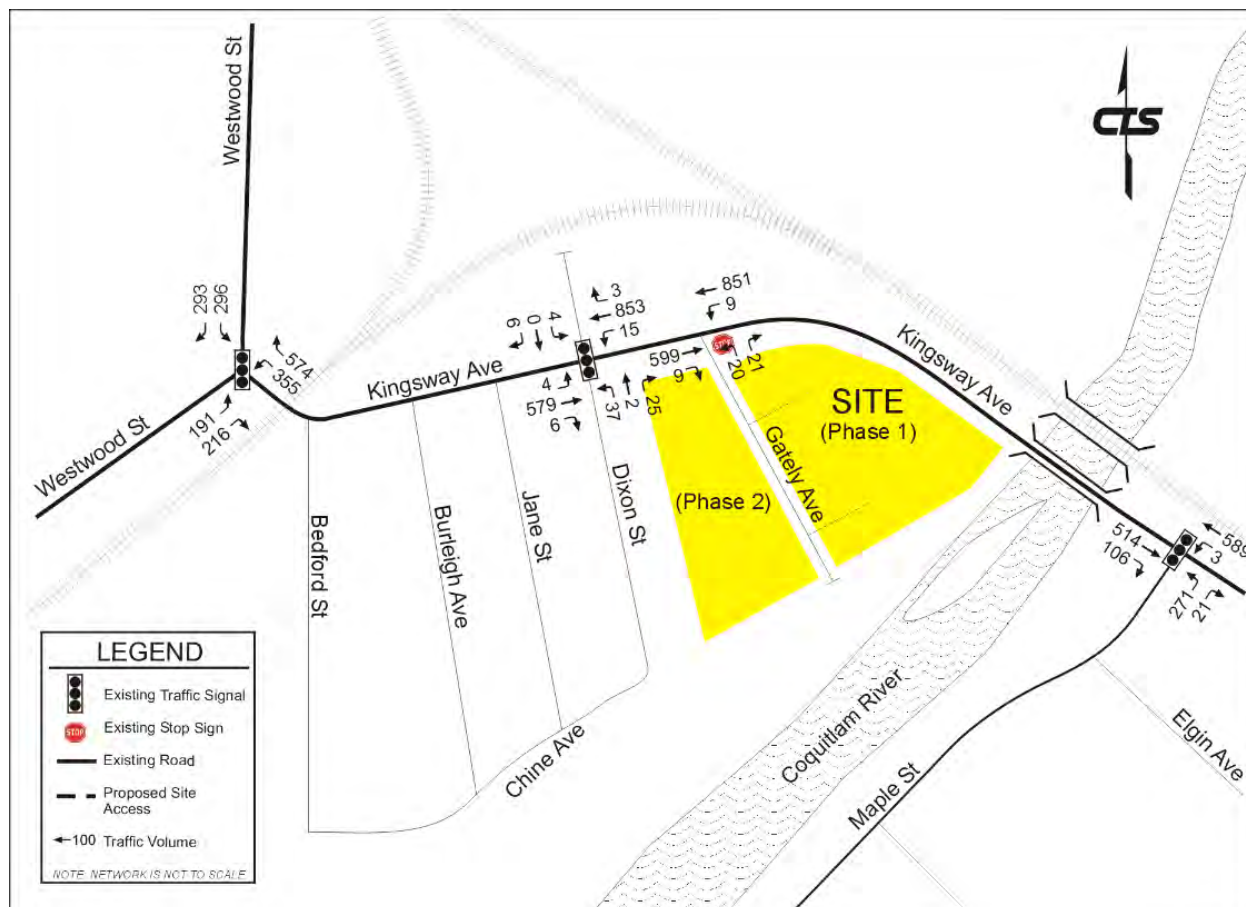 Westwood St
CTS
293
296
574
355
191
216
Westwood St
Kingsway Ave
6
0
4
3
853
15
4
579
6
37
2
25
851
9
599
9
STOP
20
21
Kingsway Ave
SITE
(Phase 1)
(Phase 2)
Gately Ave
Dixon St
Jane St
Burleigh Ave
Bedford St
Chine Ave
514
106
589
3
271
21
Coquitlam River
Maple St
Elgin Ave
LEGEND
Existing Traffic Signal
STOP Existing Stop Sign
Existing Road
Proposed Site
Access
100 Traffic Volume
NOTE: NETWORK IS NOT TO SCALE